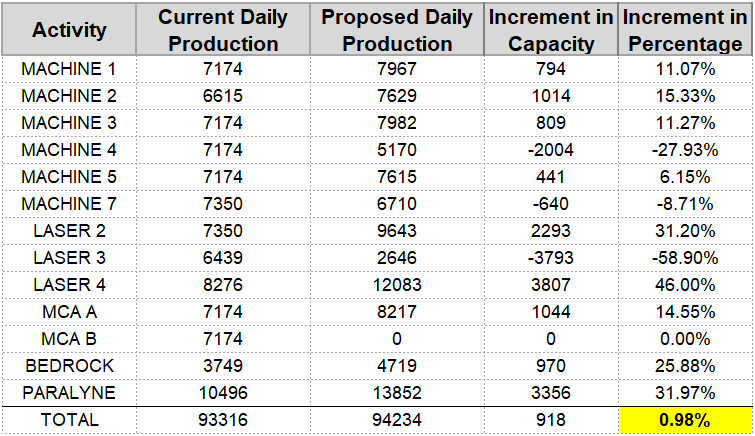 Activity Current Daily Production Proposed Daily Production Increment in Capacity Increment in Percentage
MACHINE 1 7174 7967 794 11.07%
MACHINE 2 6615 7629 1014 15.33%
MACHINE 3 7174 7982 809 11.27%
MACHINE 4 7174 5170 -2004 -27.93%
MACHINE 5 7174 7615 441 6.15%
MACHINE 7 7350 6710 -640 -8.71%
LASER 2 7350 9643 2293 31.20%
LASER 3 6439 2646 -3793 -58.90%
LASER 4 8276 12083 3807 46.00%
MCA A 7174 8217 1044 14.55%
MCA B 7174 0 0 0.00%
BEDROCK 3749 4719 970 25.88%
PARALYNE 10496 13852 3356 31.97%
TOTAL 93316 94234 918 0.98%